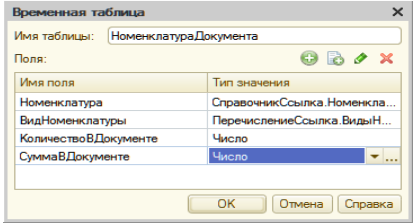 Временная таблица
Имя таблицы: НоменклатураДокумента
Поля:
Имя поля Тип значения
Номенклатура СправочникСсылка.Номенкла...
ВидНоменклатуры ПеречислениеСсылка.ВидыН...
КоличествоВДокументе Число
СуммаВДокументе Число
ОК Отмена Справка